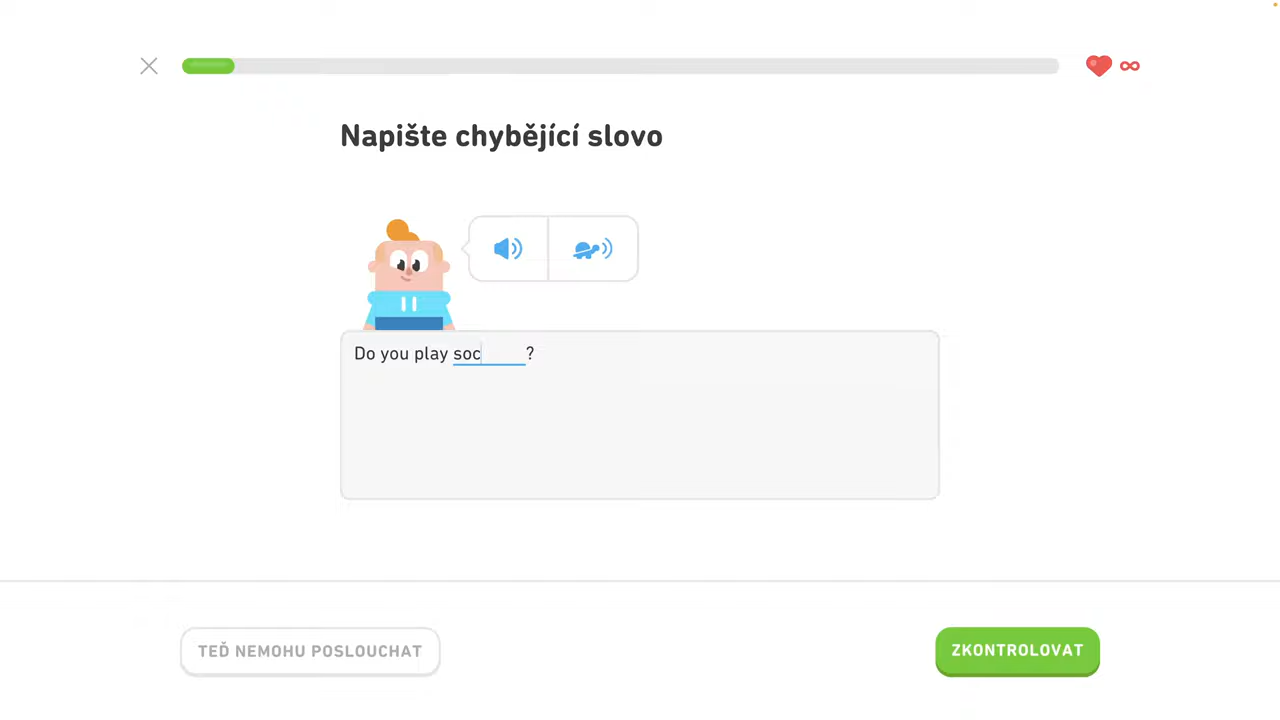 Napište chybějící slovo
Do you play soc ?
TEĎ NEMOHU POSLOUCHAT
ZKONTROLOVAT